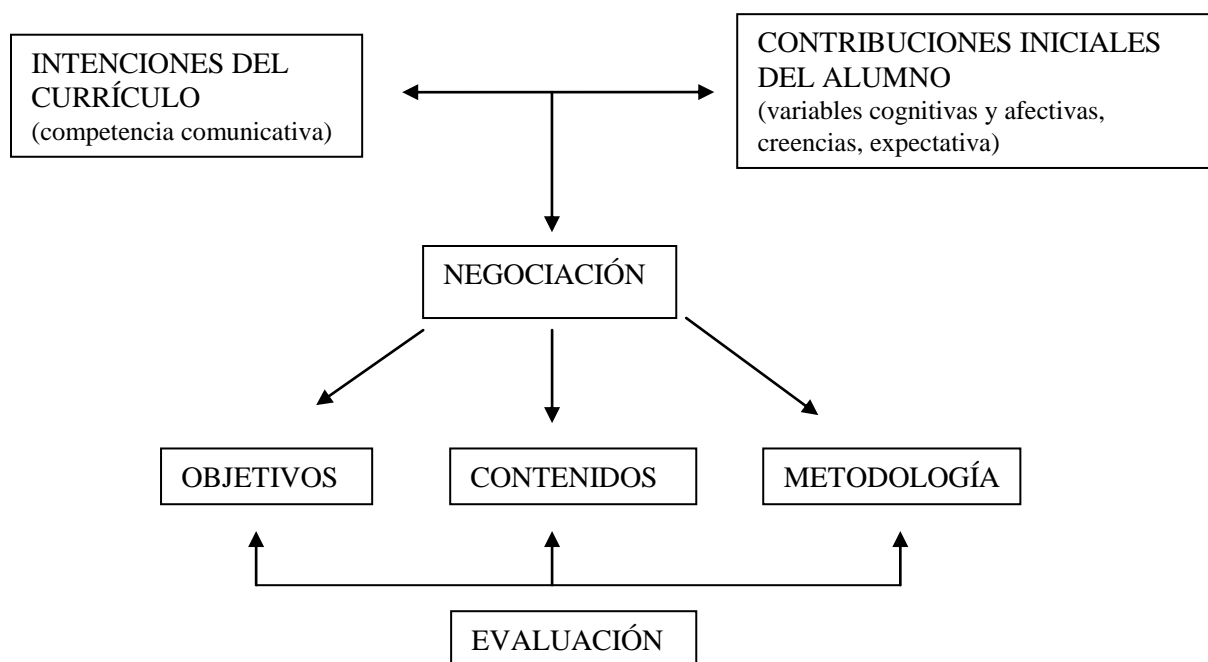 INTENCIONES DEL
CURRÍCULO
(competencia comunicativa)
CONTRIBUCIONES INICIALES
DEL ALUMNO
(variables cognitivas y afectivas,
creencias, expectativa)
NEGOCIACIÓN
OBJETIVOS
CONTENIDOS
METODOLOGÍA
EVALUACIÓN